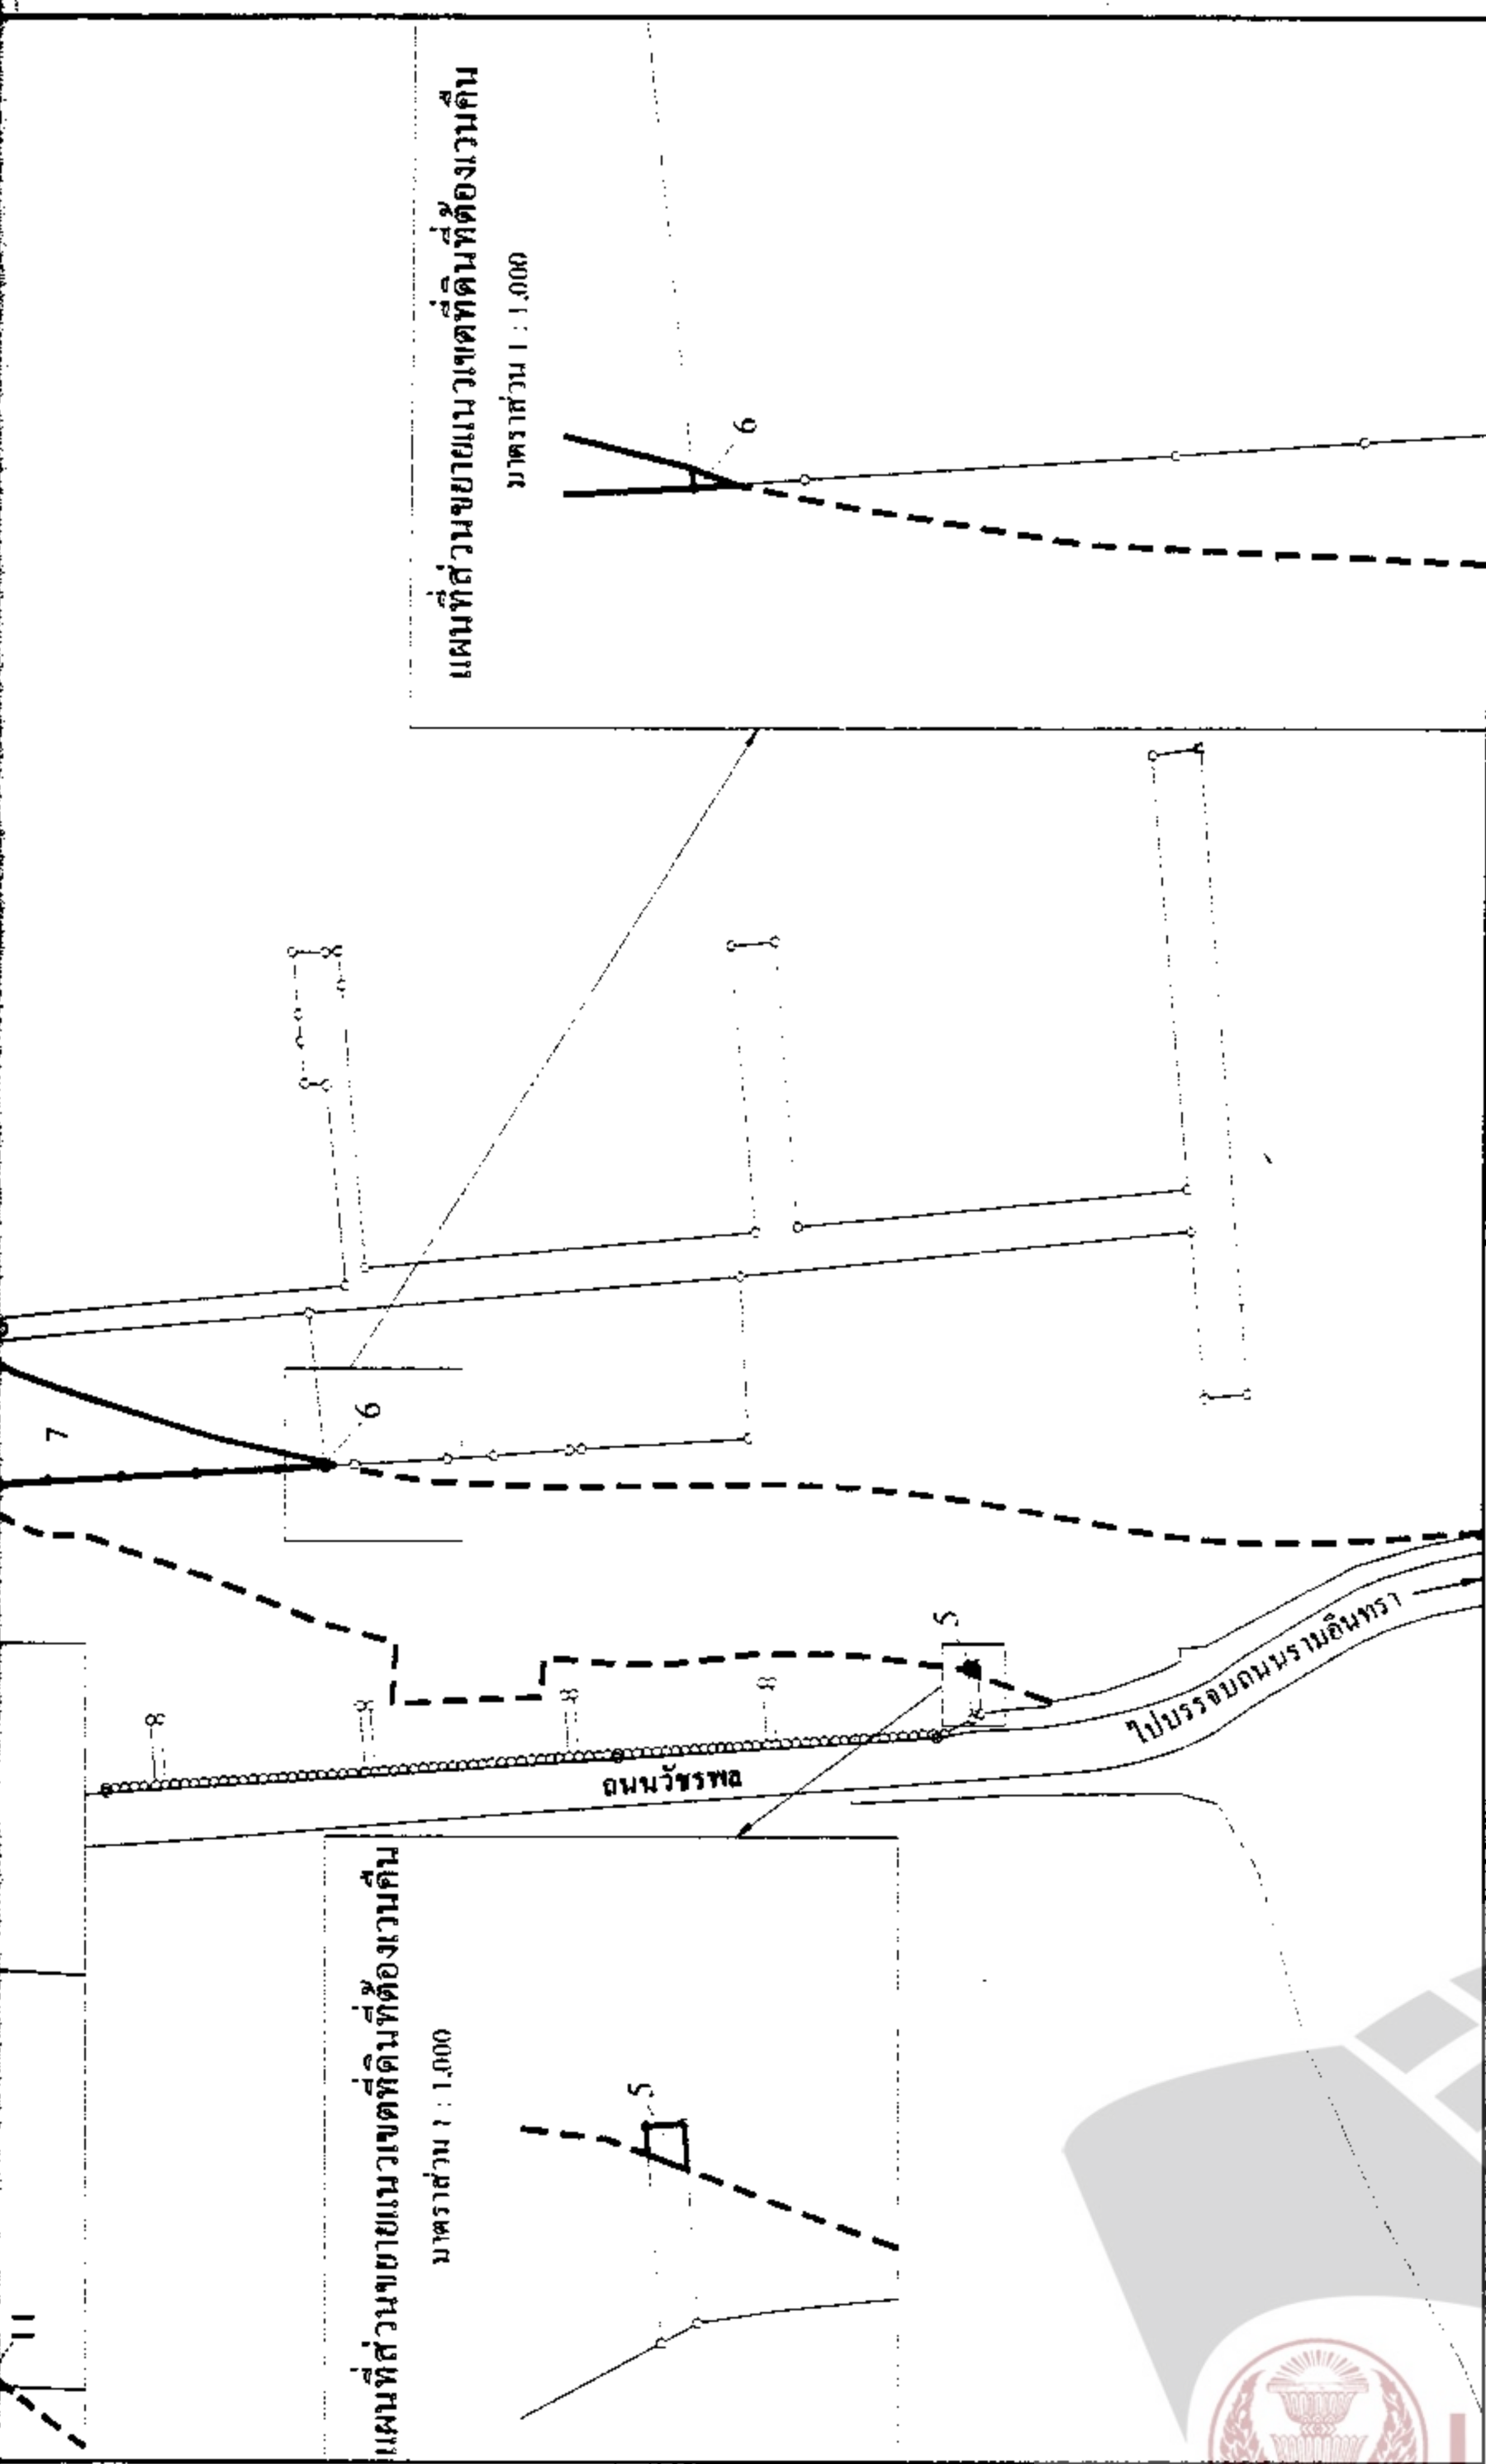 แผนที่ส่วนขยายแนวเขตที่ดินที่ต้องเวนคืน
มาตราส่วน 1 : 1,000
6
7
6
5
8
8
8
8
ถนนวัชรพล
ไปบรรจบถนนรามอินทรา
แผนที่ส่วนขยายแนวเขตที่ดินที่ต้องเวนคืน
มาตราส่วน 1 : 1,000
5
11